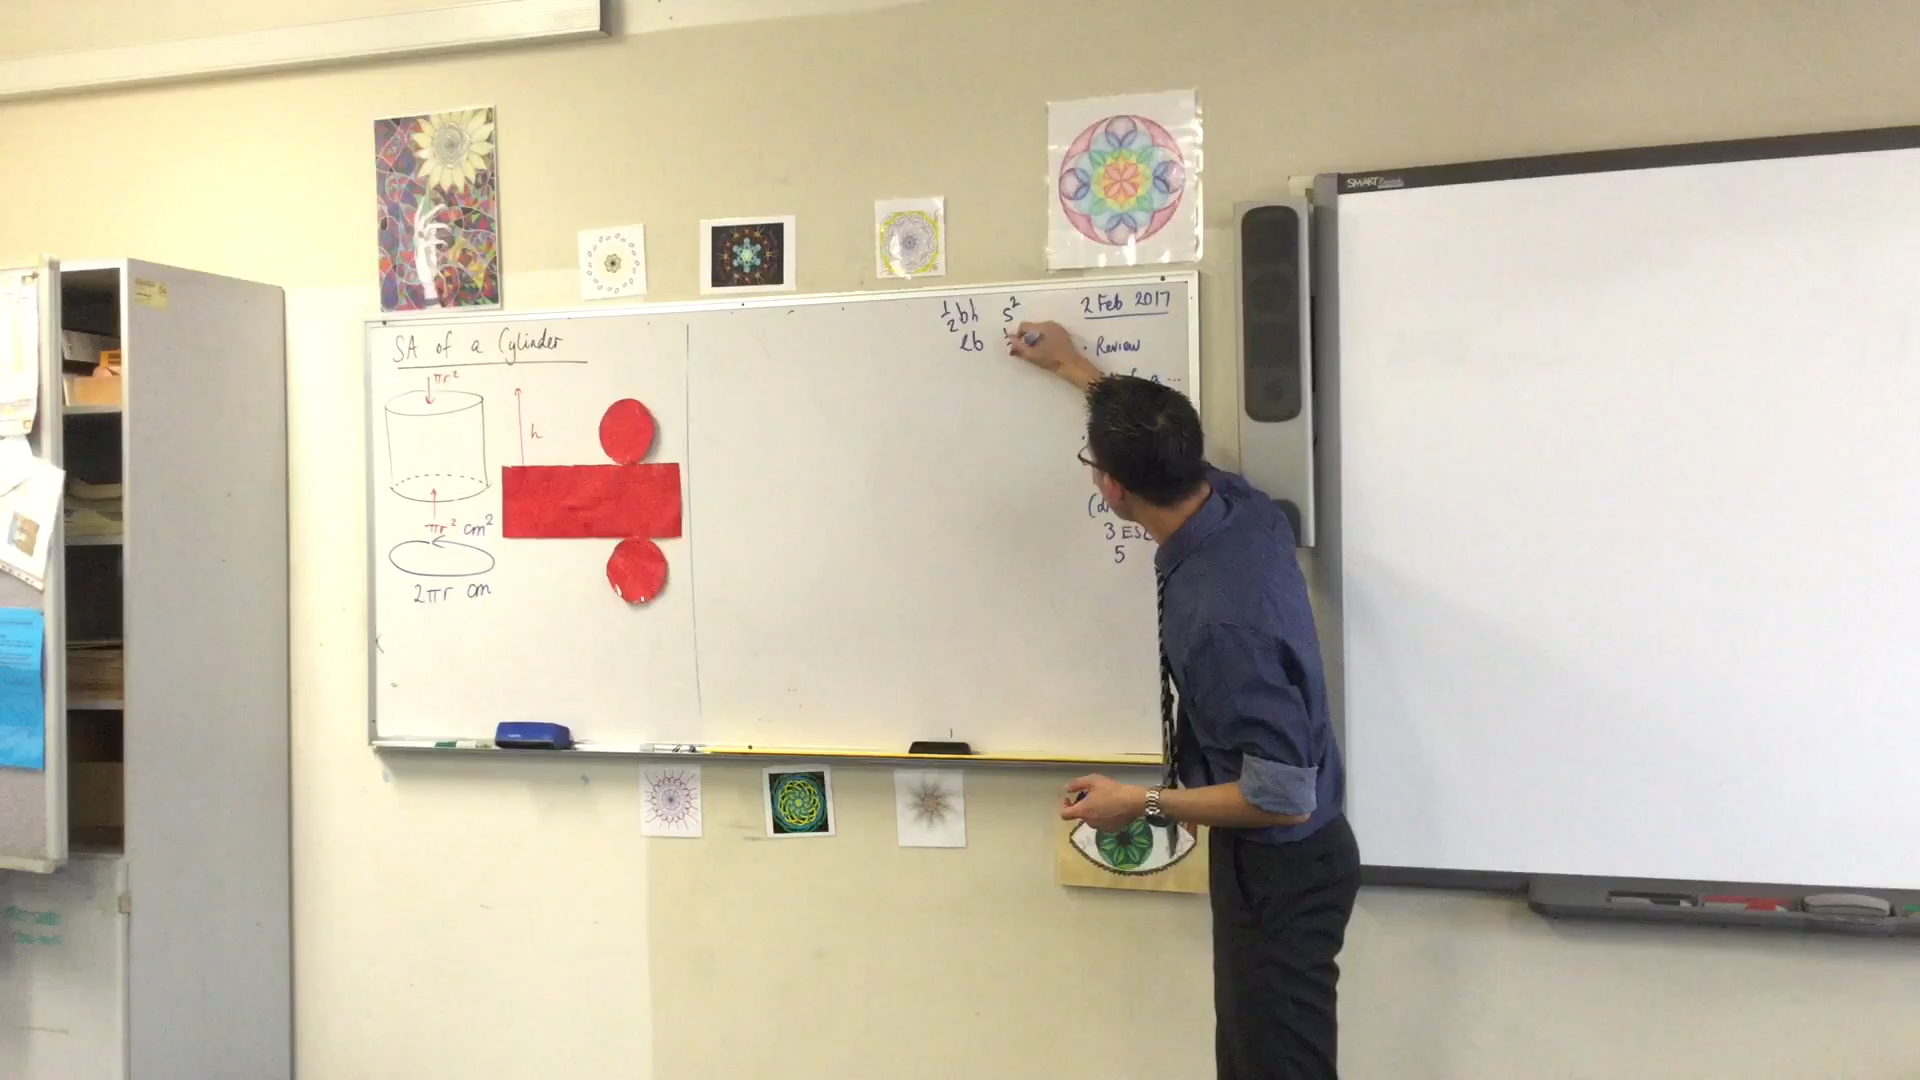 SA of a Cylinder
πr²
h
πr² cm²
2πr cm
½bh s²
lb
2 Feb 2017
· Review
3
5
SMART